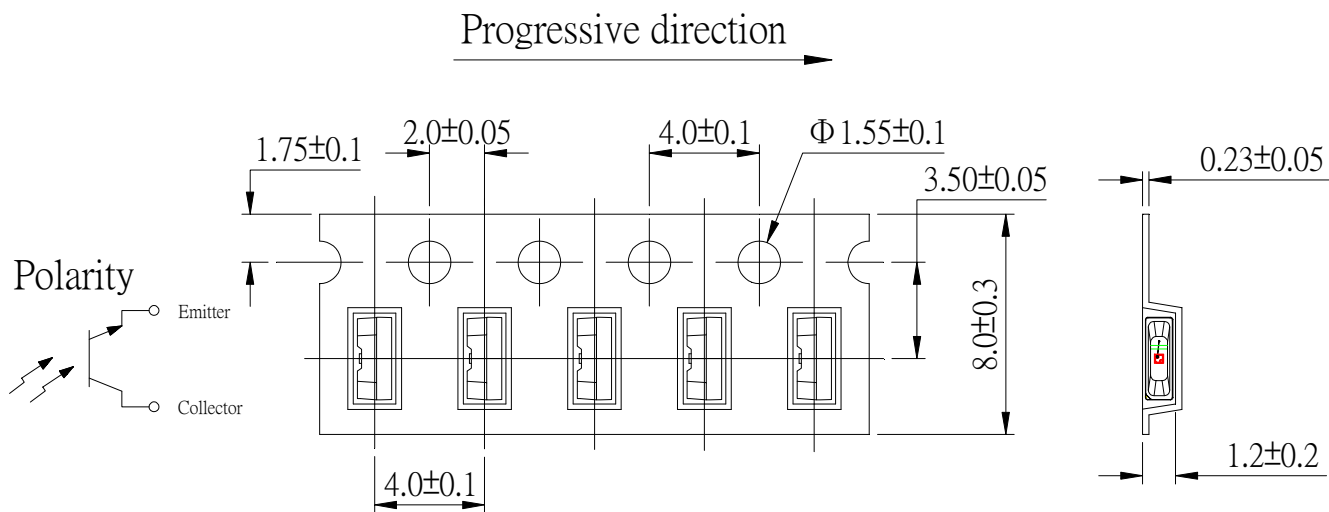 Progressive direction
1.75±0.1
2.0±0.05
4.0±0.1
Φ1.55±0.1
3.50±0.05
0.23±0.05
Polarity
Emitter
Collector
8.0±0.3
4.0±0.1
1.2±0.2